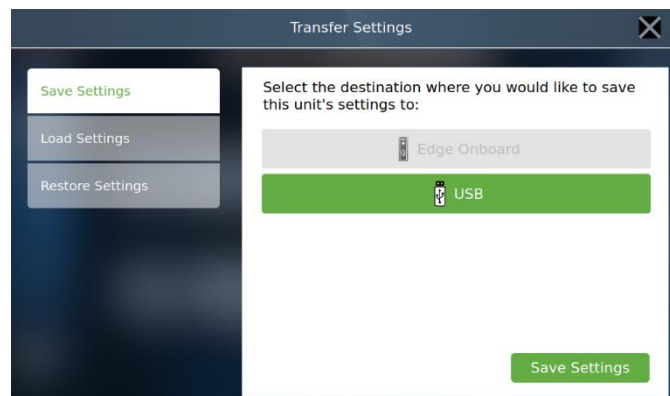 Transfer Settings
Save Settings
Load Settings
Restore Settings
Select the destination where you would like to save
this unit's settings to:
Edge Onboard
USB
Save Settings